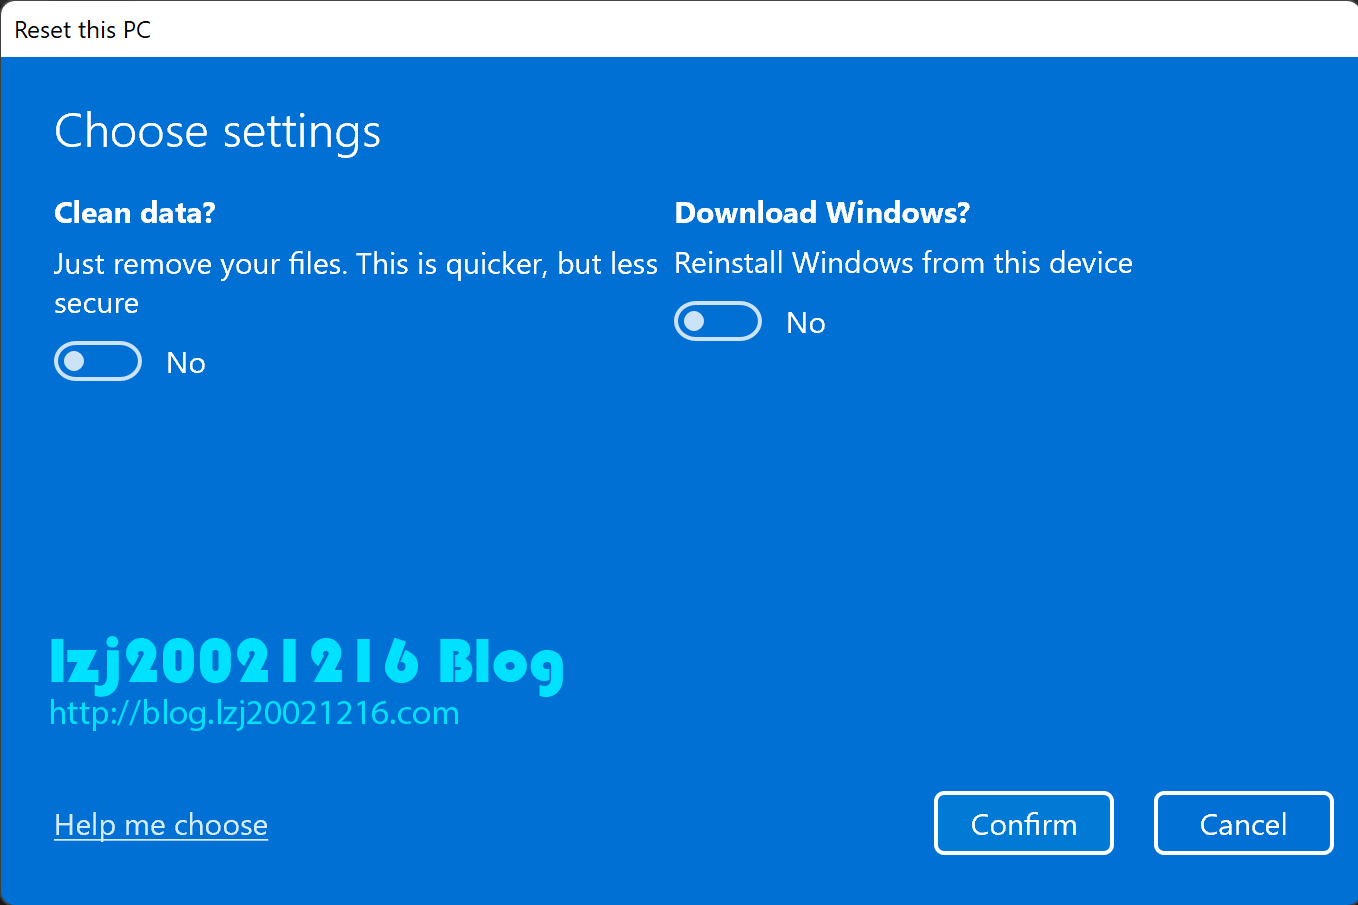 Reset this PC
Choose settings
Clean data?
Just remove your files. This is quicker, but less
secure
No
Download Windows?
Reinstall Windows from this device
No
lzj20021216 Blog
http://blog.lzj20021216.com
Help me choose
Confirm
Cancel